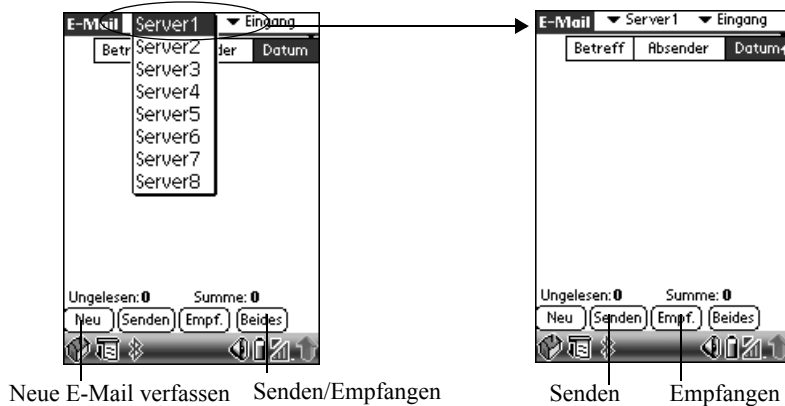 E-Mail Server1 Eingang
Betr der Datum
Server2
Server3
Server4
Server5
Server6
Server7
Server8
Ungelesen: 0 Summe: 0
Neu Senden Empf. Beides
Neue E-Mail verfassen Senden/Empfangen
E-Mail Server1 Eingang
Betreff Absender Datum
Ungelesen: 0 Summe: 0
Neu Senden Empf. Beides
Senden Empfangen